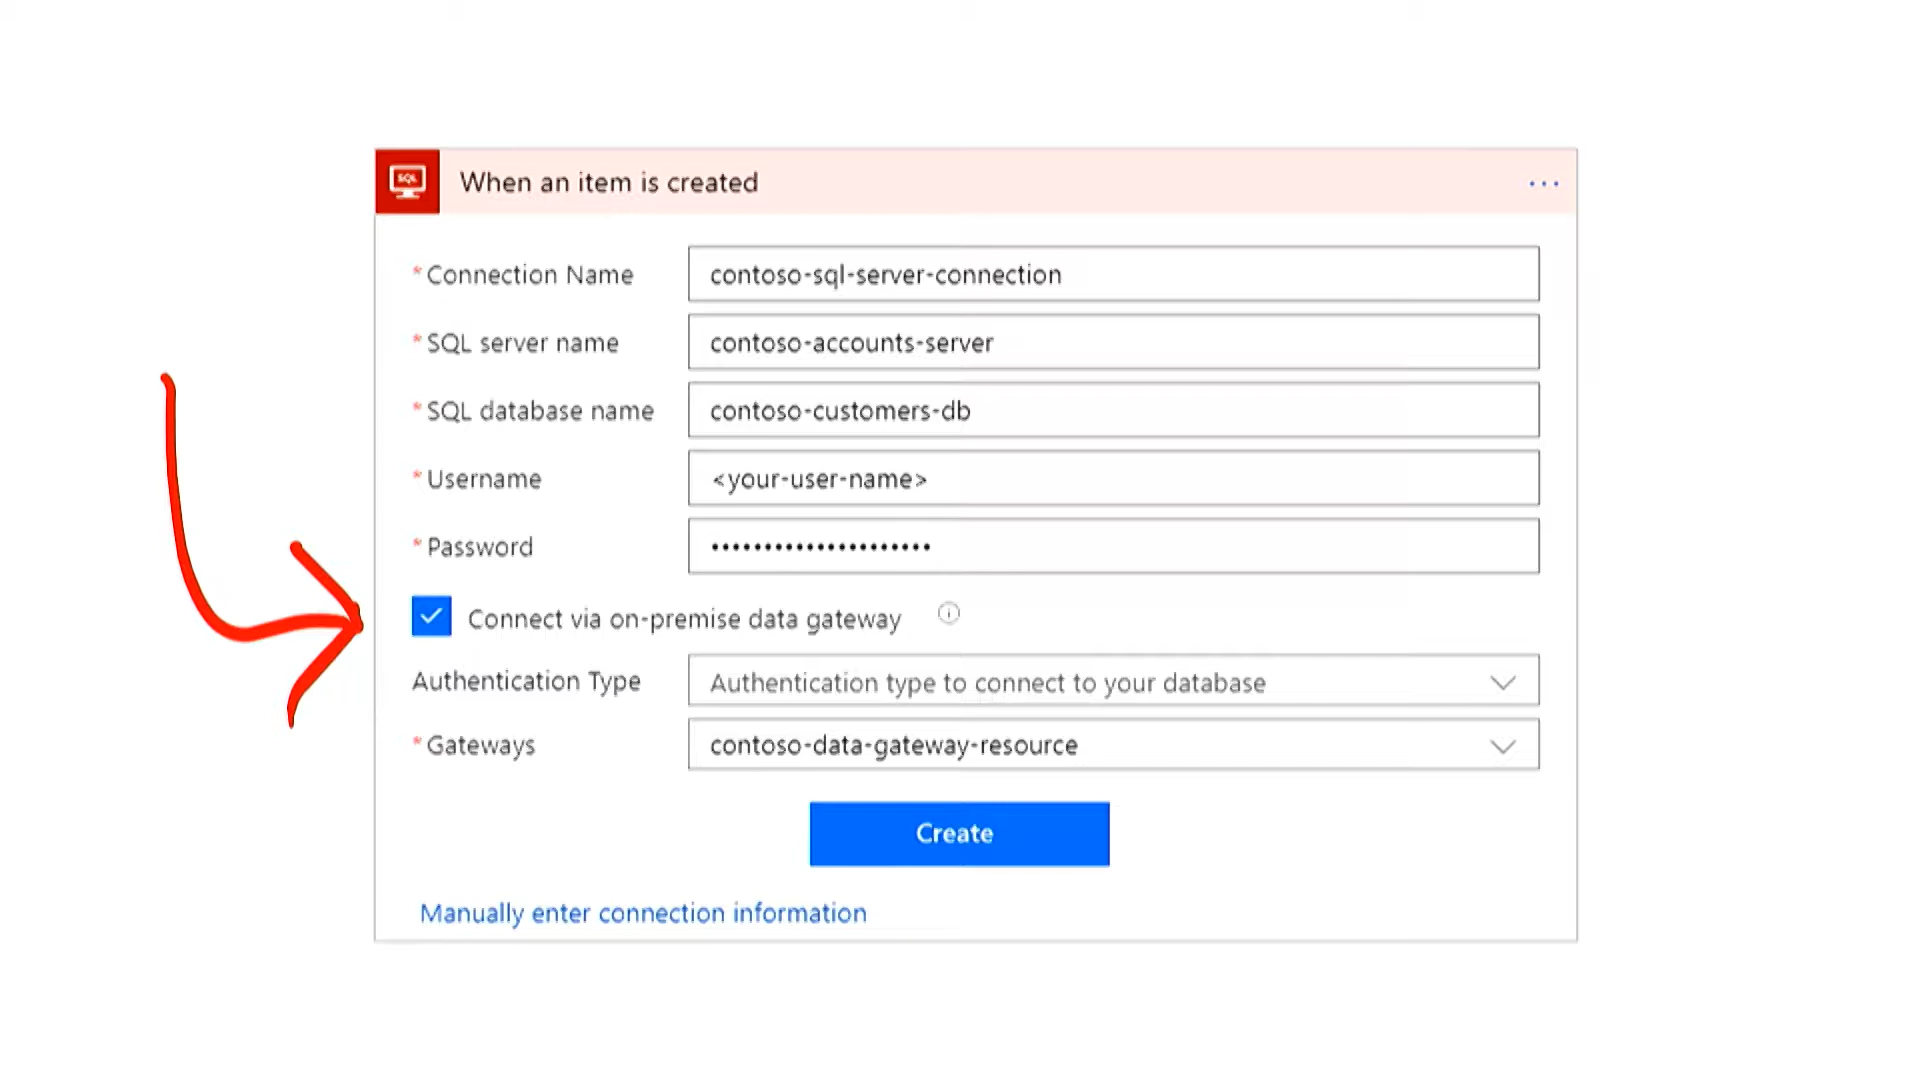 SQL
When an item is created
* Connection Name
contoso-sql-server-connection
* SQL server name
contoso-accounts-server
* SQL database name
contoso-customers-db
* Username
<your-user-name>
* Password
•••••••••••••••••••••
Connect via on-premise data gateway
Authentication Type
Authentication type to connect to your database
* Gateways
contoso-data-gateway-resource
Create
Manually enter connection information